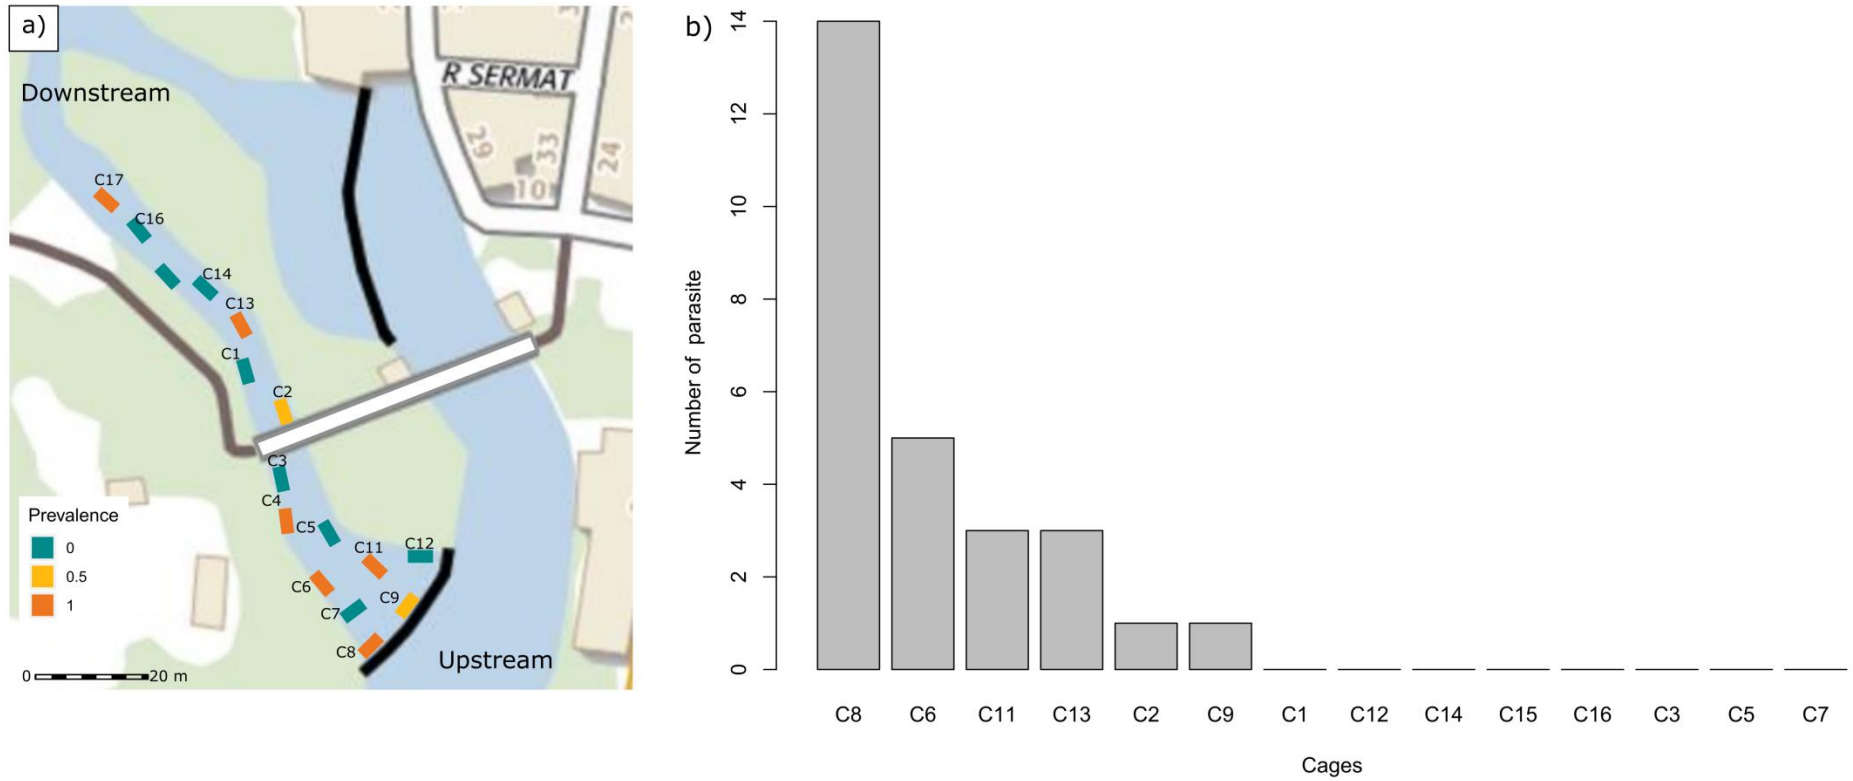 a)
Downstream
R SERMAT
29
33
24
10
C17
C16
C14
C13
C1
C2
C3
C4
C5
C11
C12
C6
C7
C9
C8
Upstream
Prevalence
0
0.5
1
0 20 m
b)
Number of parasite
14
12
10
8
6
4
2
0
C8 C6 C11 C13 C2 C9 C1 C12 C14 C15 C16 C3 C5 C7
Cages